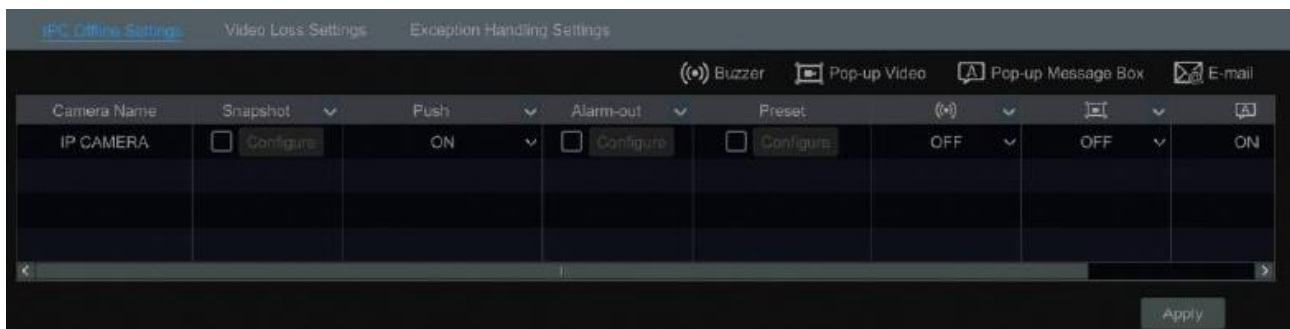 IPC Offline Settings Video Loss Settings Exception Handling Settings
Buzzer Pop-up Video A Pop-up Message Box E-mail
Camera Name Snapshot Push Alarm-out Preset A
IP CAMERA Configure ON Configure Configure OFF OFF ON
Apply